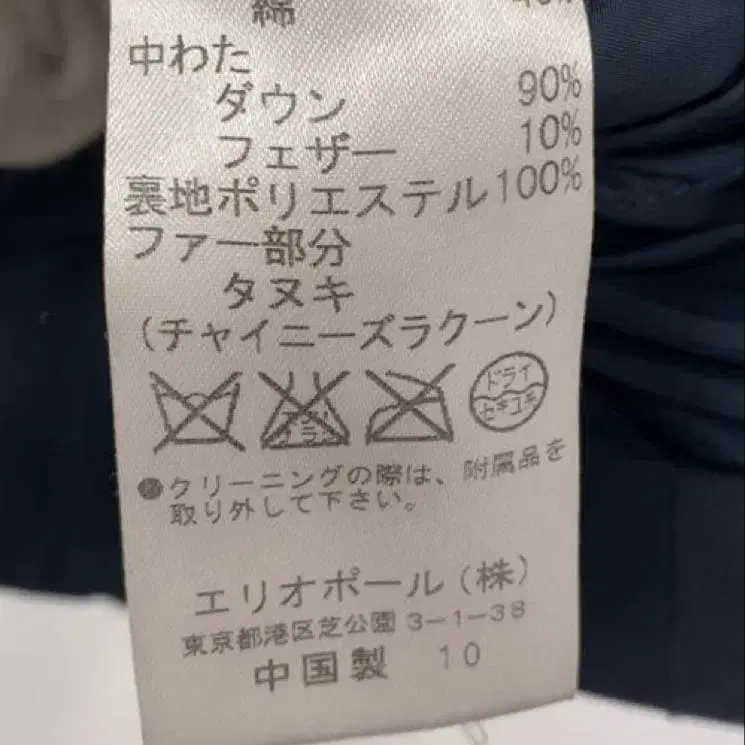 綿
中わた
ダウン 90%
フェザー 10%
裏地ポリエステル100%
ファー部分
タヌキ
(チャイニーズラクーン)
ドライ
セキユキ
●クリーニングの際は、附属品を
取り外して下さい。
エリオポール(株)
東京都港区芝公園 3-1-38
中国製 10